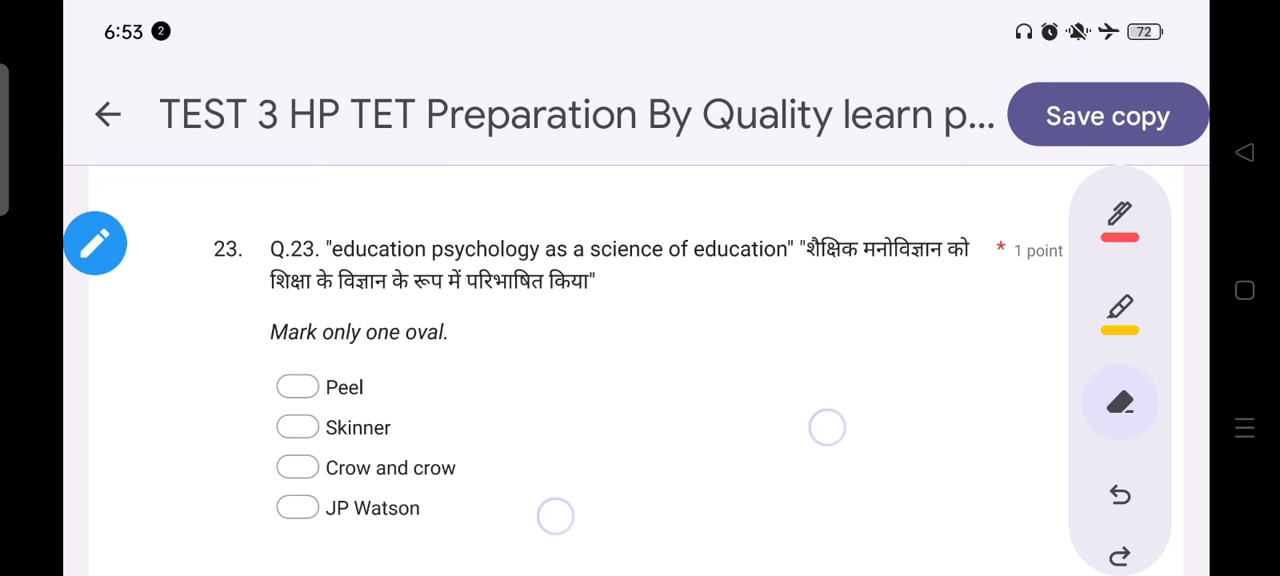 6:53 2 72
TEST 3 HP TET Preparation By Quality learn p... Save copy
23. Q.23. "education psychology as a science of education" "शैक्षिक मनोविज्ञान को * 1 point
शिक्षा के विज्ञान के रूप में परिभाषित किया"
Mark only one oval.
Peel
Skinner
Crow and crow
JP Watson